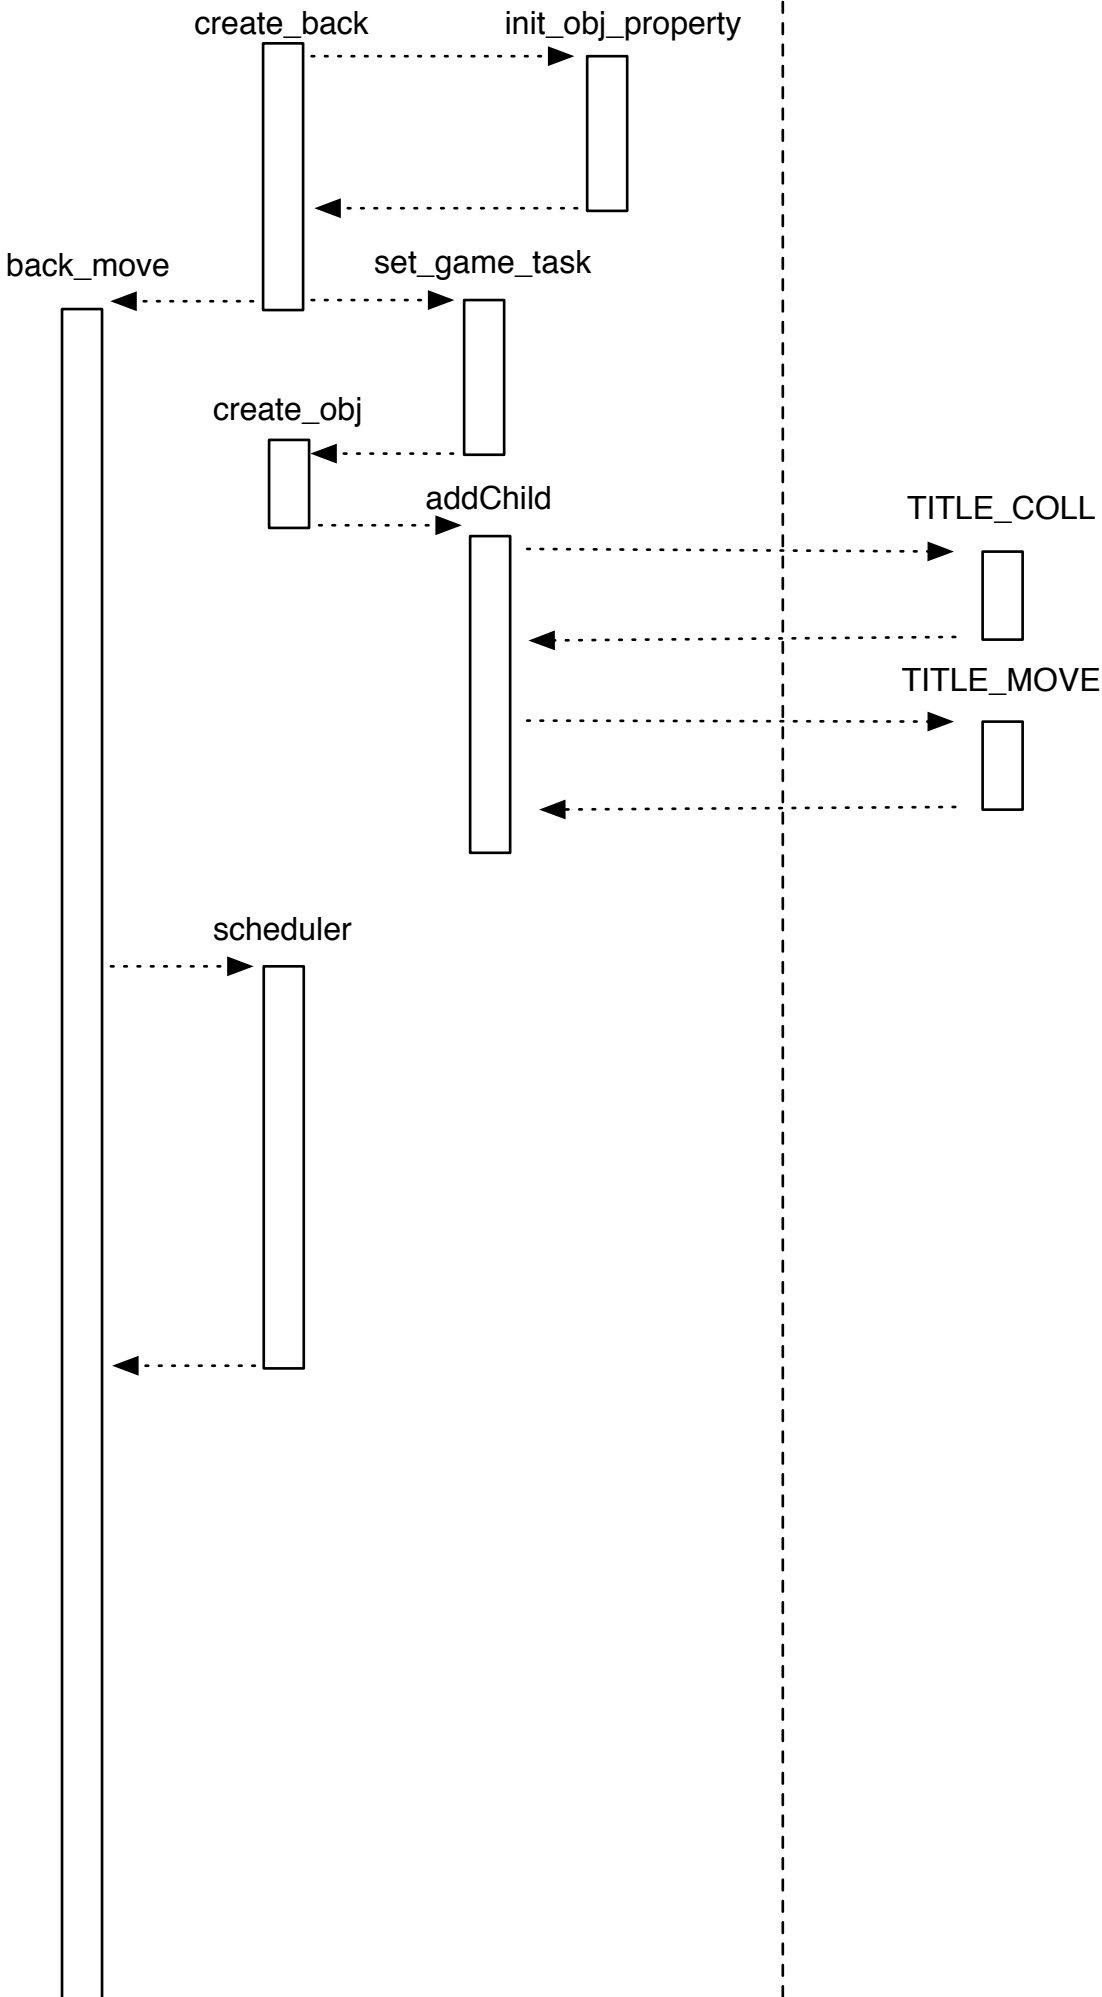 create_back
init_obj_property
back_move
set_game_task
create_obj
addChild
TITLE_COLL
TITLE_MOVE
scheduler